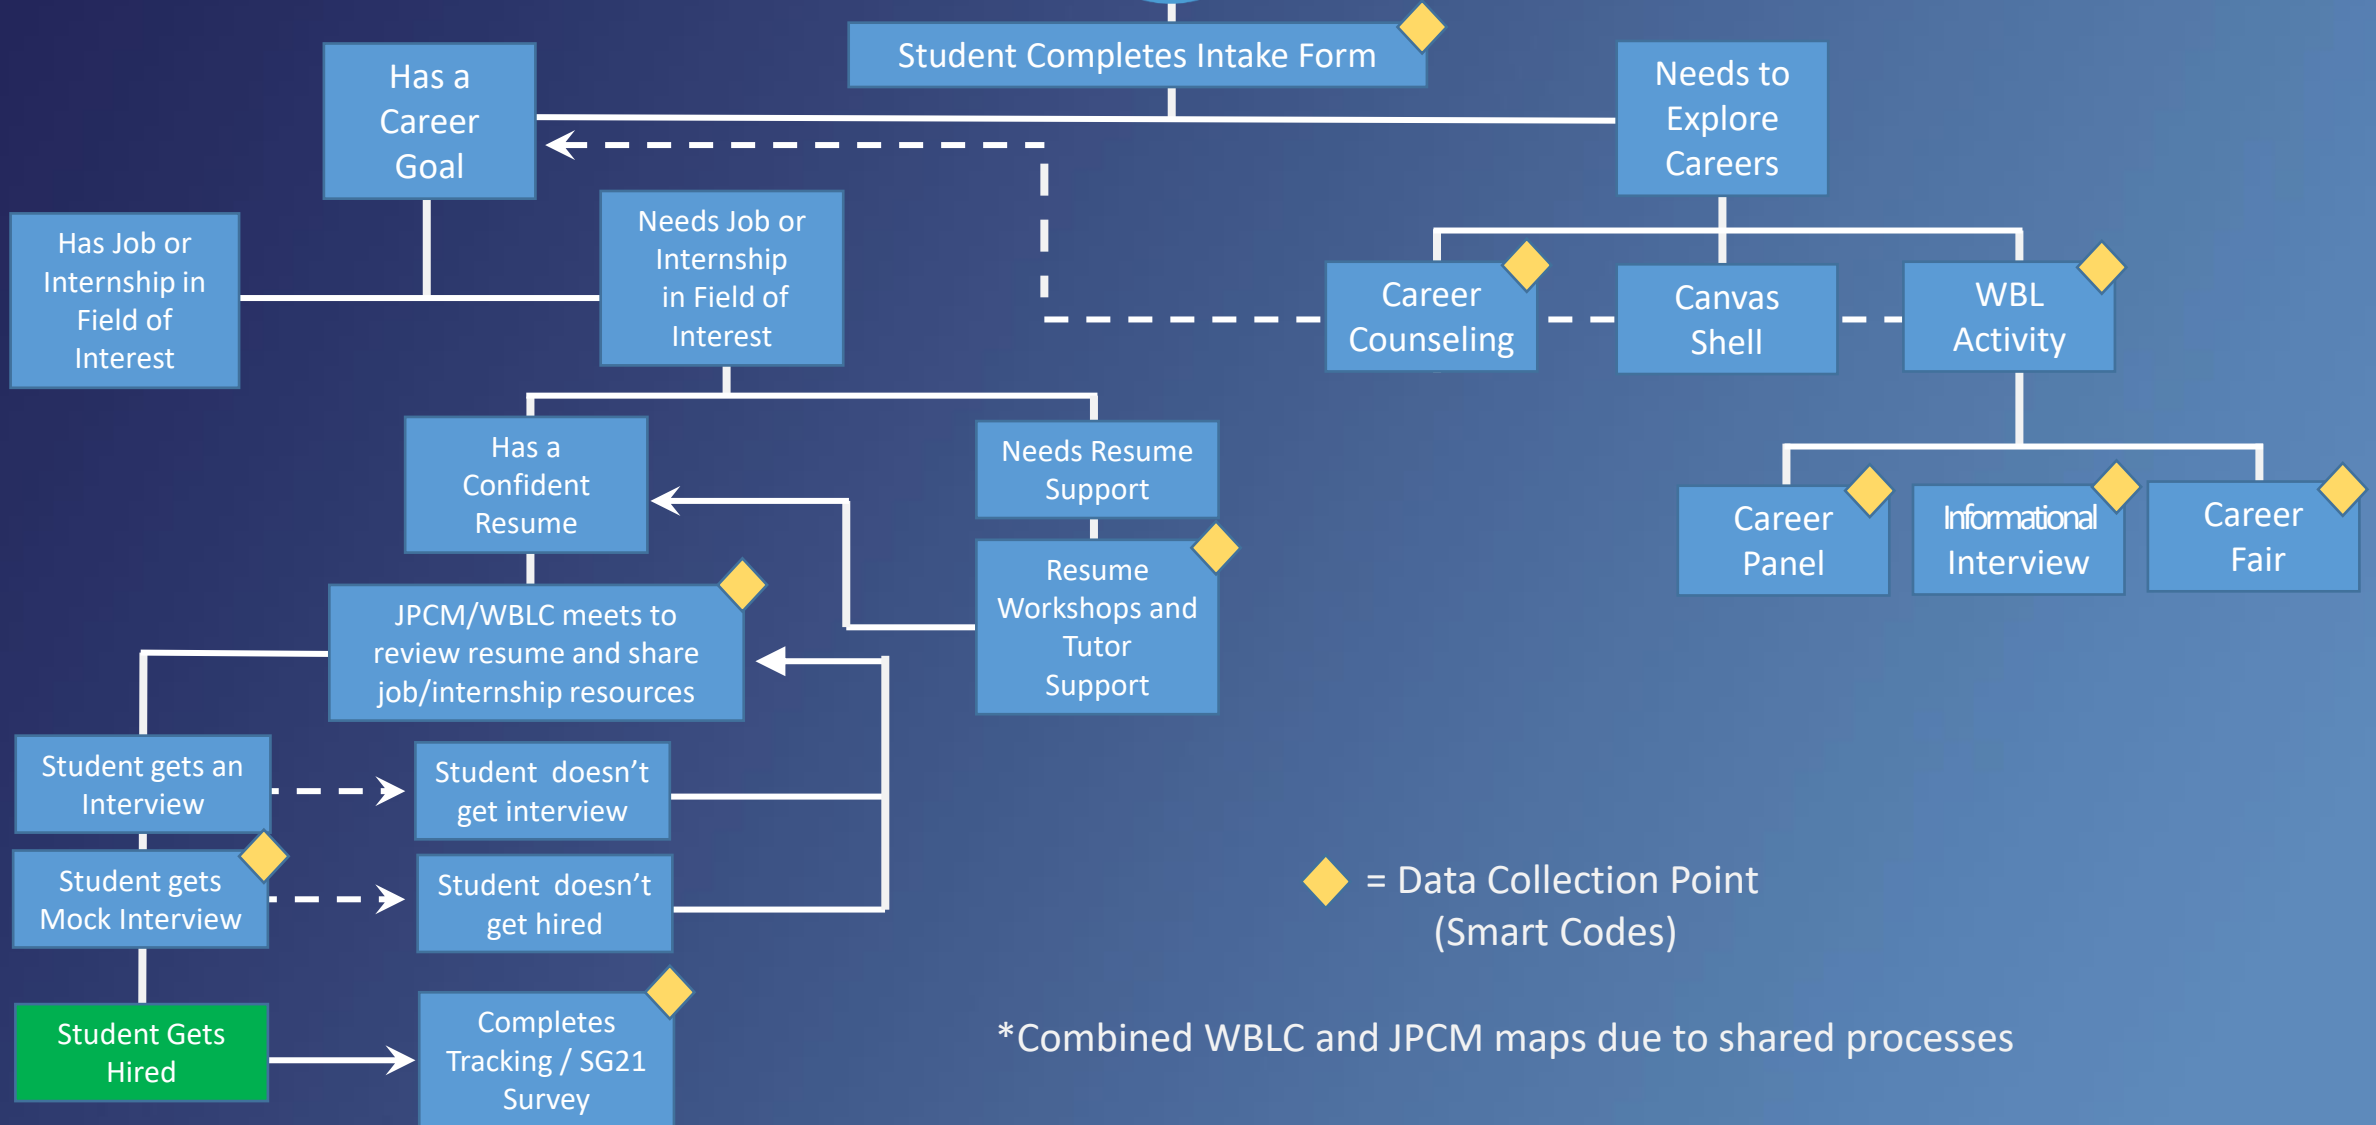 Student Completes Intake Form
Has a
Career
Goal
Needs to
Explore
Careers
Has Job or
Internship in
Field of
Interest
Needs Job or
Internship
in Field of
Interest
Career
Counseling
Canvas
Shell
WBL
Activity
Has a
Confident
Resume
Needs Resume
Support
Career
Panel
Informational
Interview
Career
Fair
Resume
Workshops and
Tutor
Support
JPCM/WBLC meets to
review resume and share
job/internship resources
Student gets an
Interview
Student  doesn’t
get interview
Student gets
Mock Interview
Student  doesn’t
get hired
= Data Collection Point
(Smart Codes)
Student Gets
Hired
Completes
Tracking / SG21
Survey
*Combined WBLC and JPCM maps due to shared processes